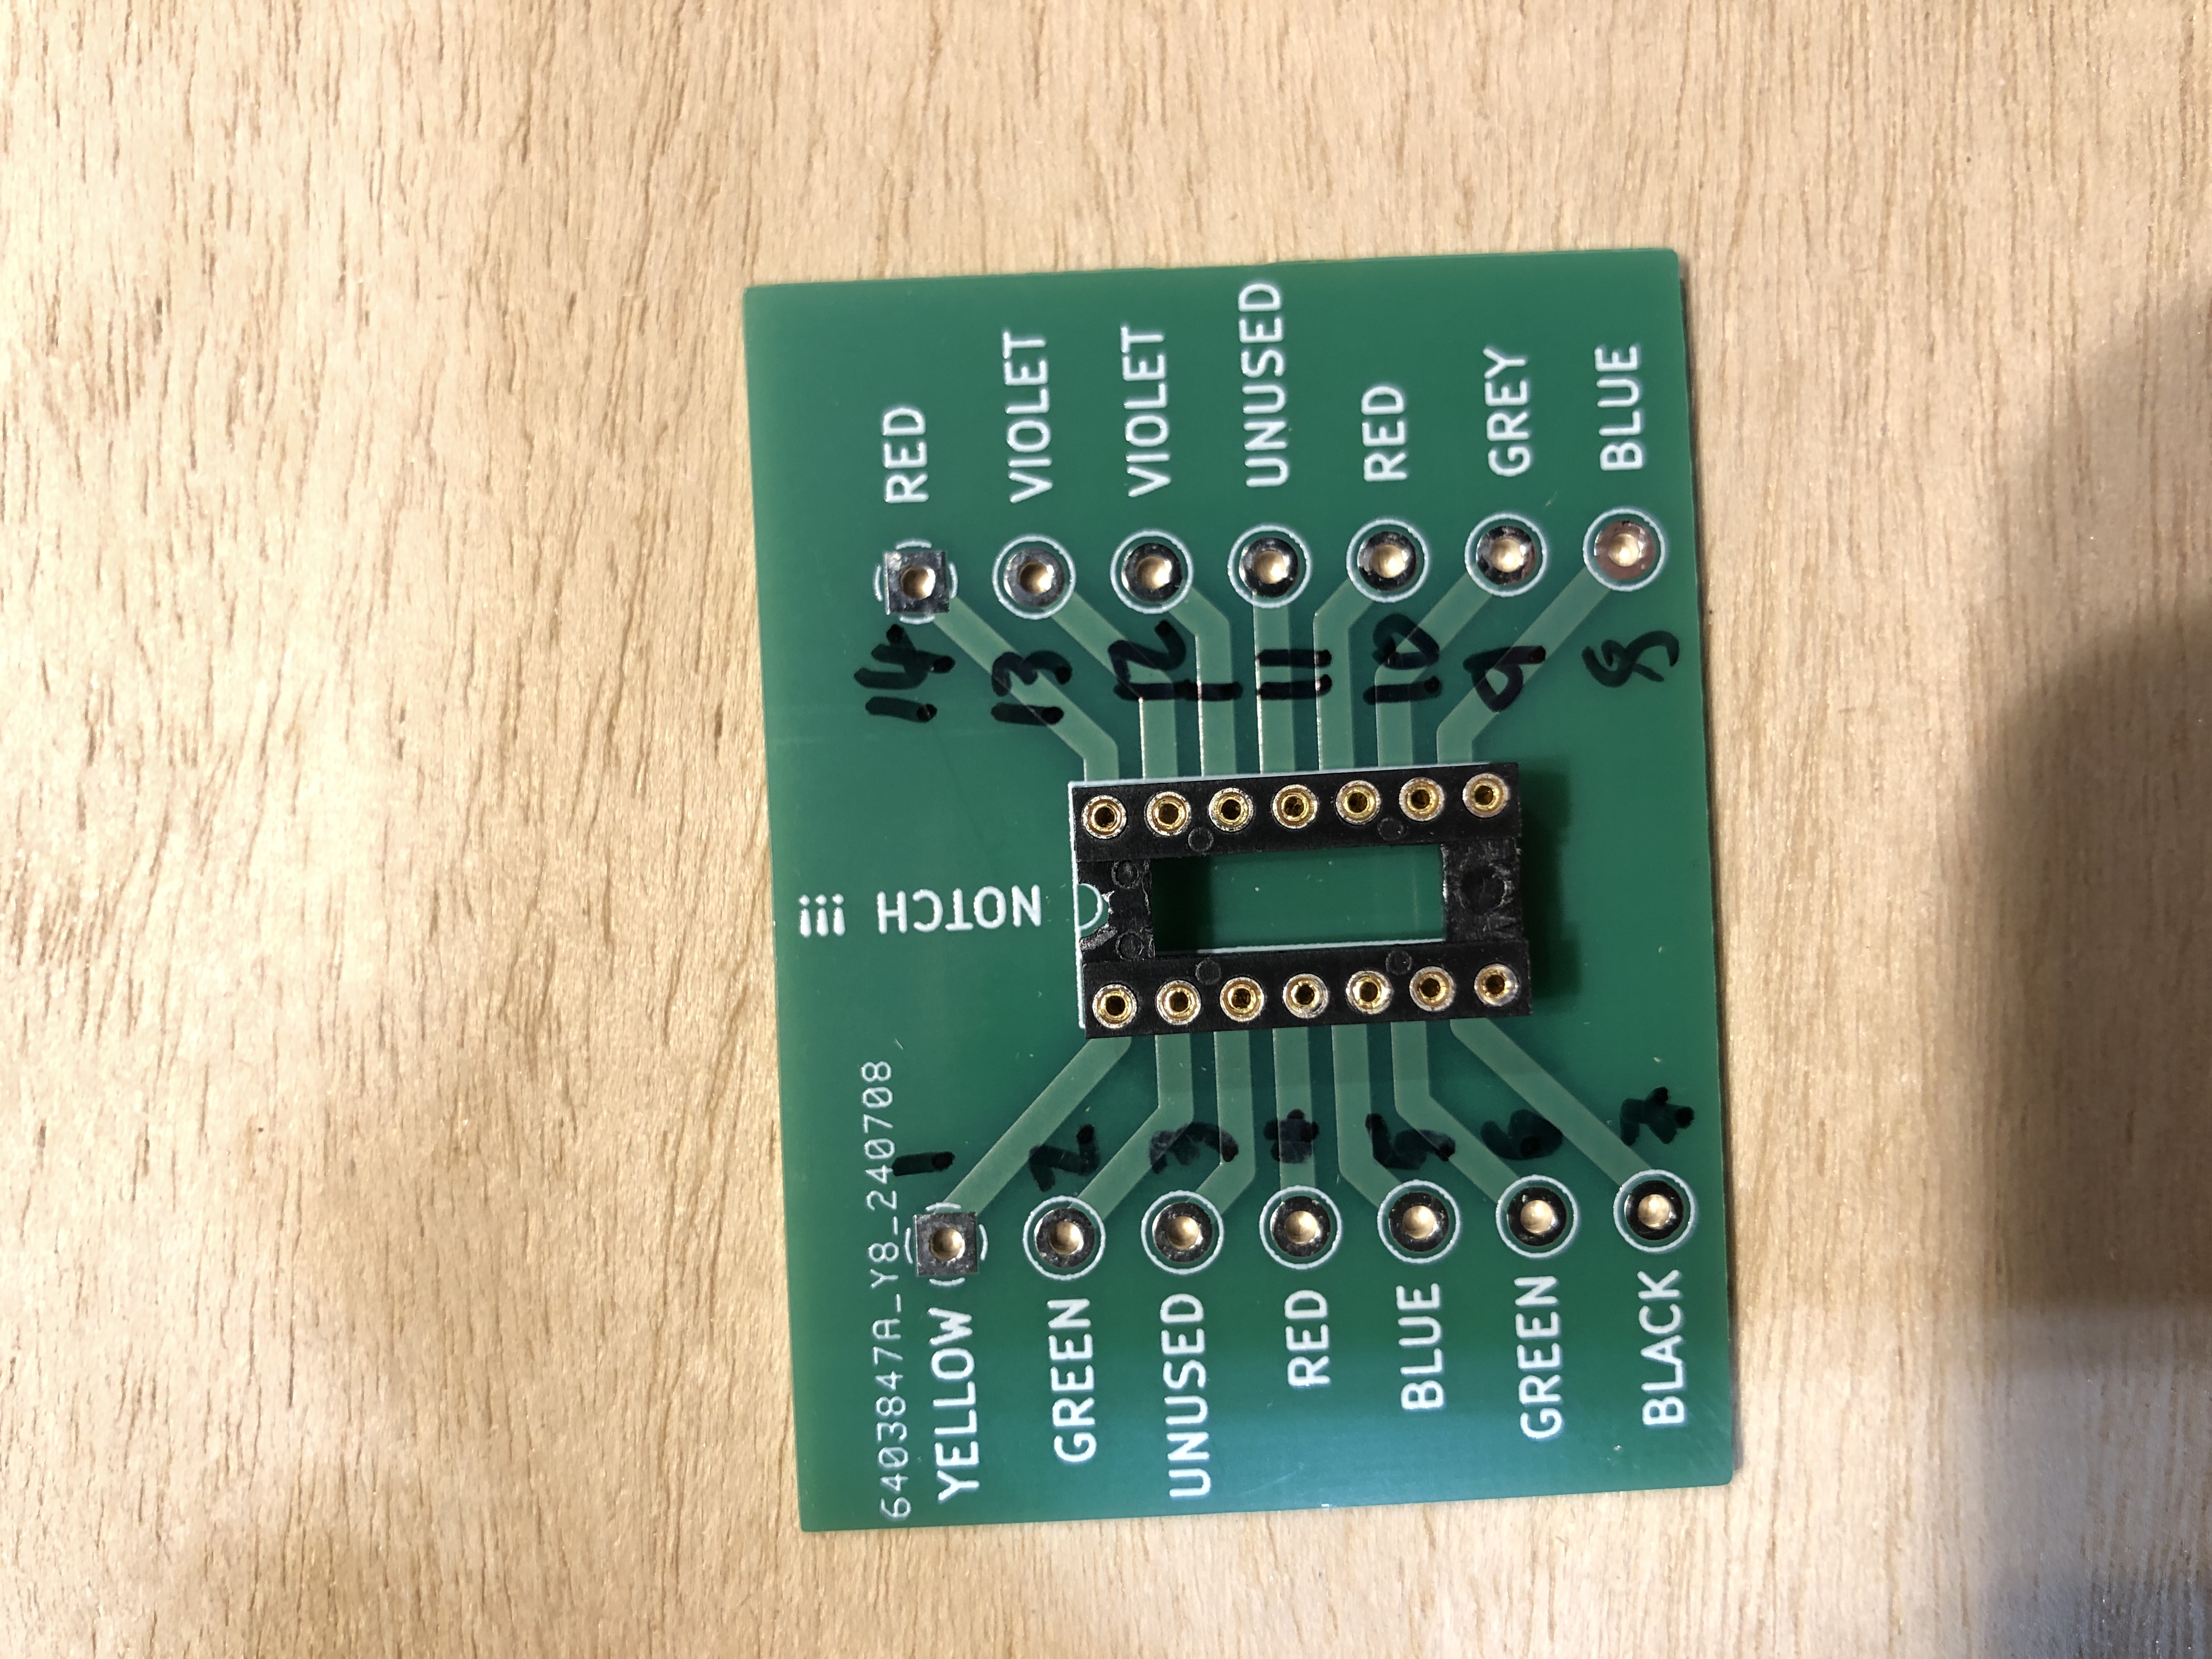 6403847A_Y8_240708
NOTCH !!!
YELLOW 1
14 RED
GREEN 2
13 VIOLET
UNUSED 3
12 VIOLET
RED 4
11 UNUSED
BLUE 5
10 RED
GREEN 6
9 GREY
BLACK 7
8 BLUE